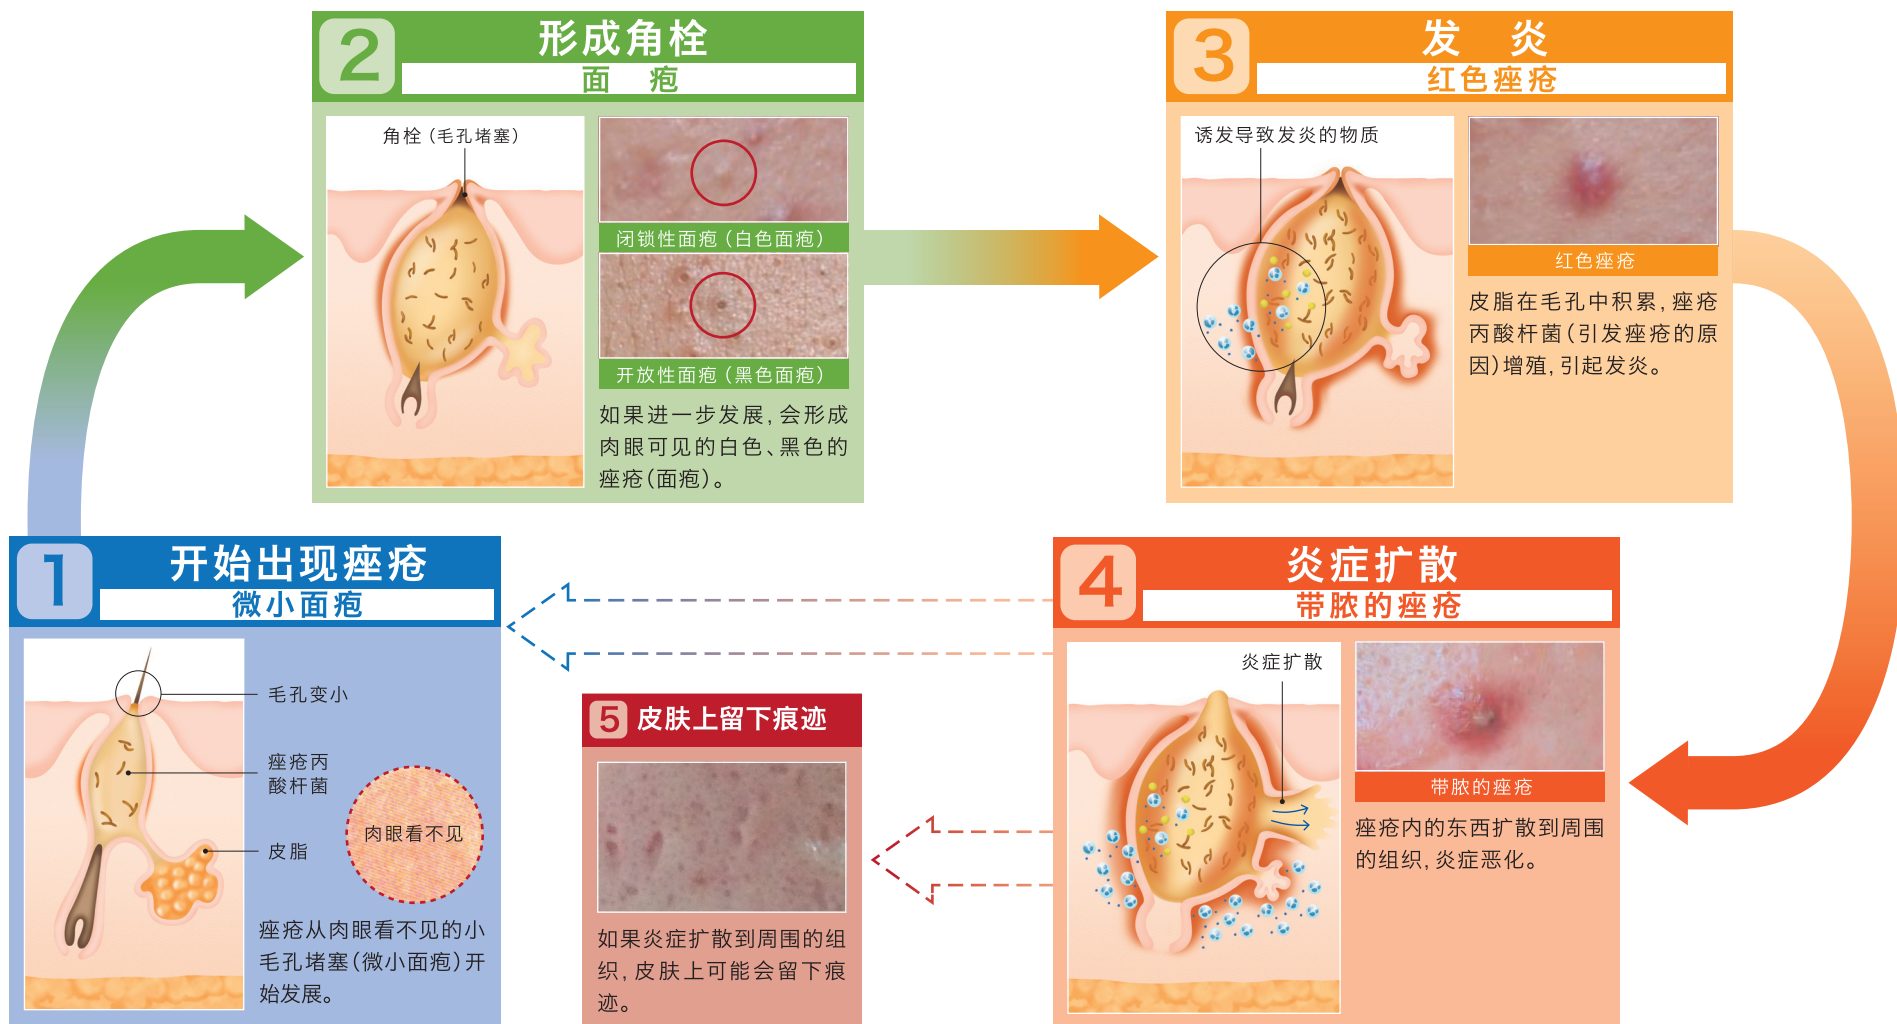 1
开始出现痤疮
微小面疱
毛孔变小
痤疮丙
酸杆菌
皮脂
肉眼看不见
痤疮从肉眼看不见的小
毛孔堵塞(微小面疱)开
始发展。
2
形成角栓
面 疱
角栓(毛孔堵塞)
闭锁性面疱(白色面疱)
开放性面疱(黑色面疱)
如果进一步发展,会形成
肉眼可见的白色、黑色的
痤疮(面疱)。
3
发 炎
红色痤疮
诱发导致发炎的物质
红色痤疮
皮脂在毛孔中积累,痤疮
丙酸杆菌(引发痤疮的原
因)增殖,引起发炎。
4
炎症扩散
带脓的痤疮
炎症扩散
带脓的痤疮
痤疮内的东西扩散到周围
的组织,炎症恶化。
5
皮肤上留下痕迹
如果炎症扩散到周围的组
织,皮肤上可能会留下痕
迹。